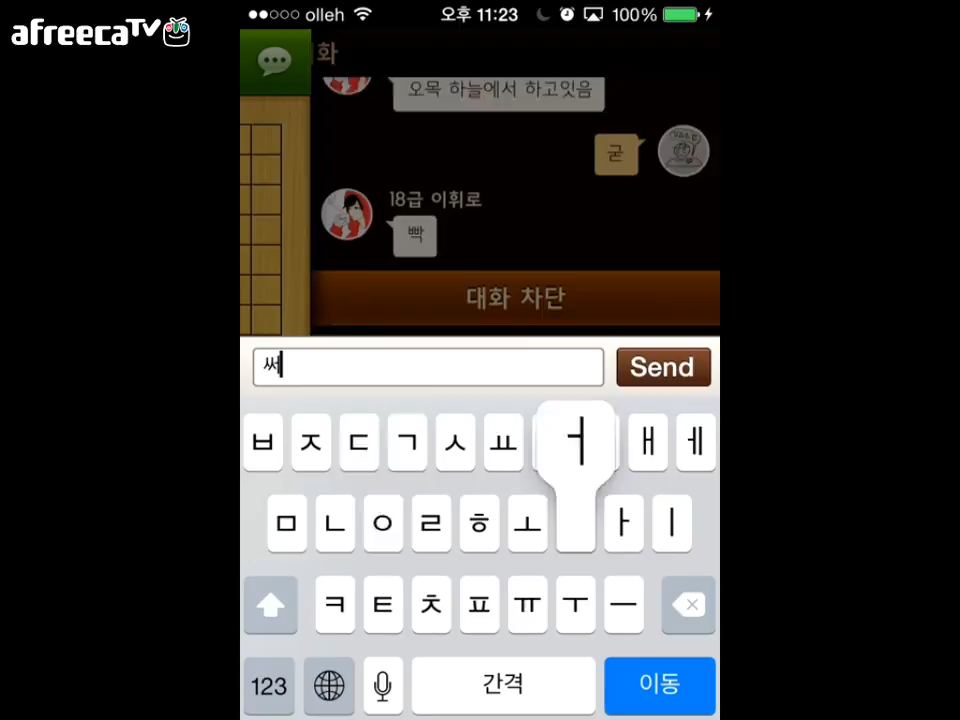 afreecaTV
olleh 오후 11:23 100%
화
오목 하늘에서 하고잇음
굳
18급 이휘로
빡
대화 차단
써 Send
ㅂ ㅈ ㄷ ㄱ ㅅ ㅛ ㅓ ㅐ ㅔ
ㅁ ㄴ ㅇ ㄹ ㅎ ㅗ ㅏ ㅣ
ㅋ ㅌ ㅊ ㅍ ㅠ ㅜ ㅡ
123 간격 이동